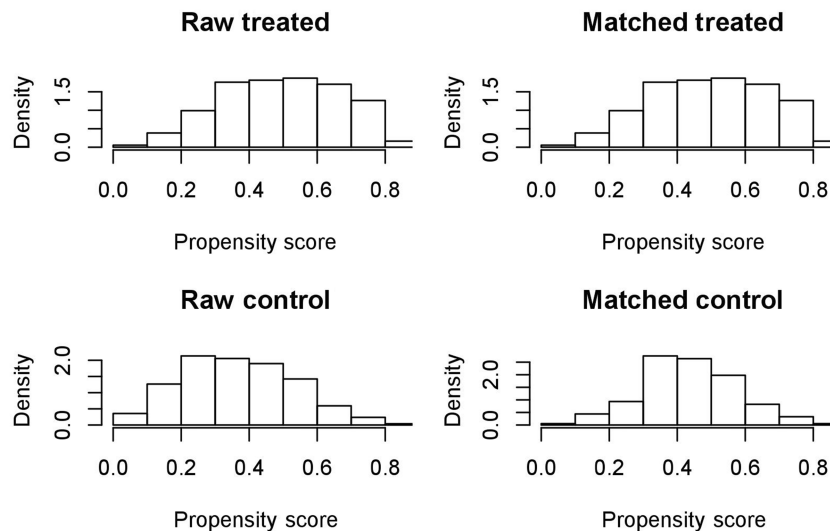 Raw treated
Density
0.0 1.5
0.0 0.2 0.4 0.6 0.8
Propensity score
Matched treated
Density
0.0 1.5
0.0 0.2 0.4 0.6 0.8
Propensity score
Raw control
Density
0.0 2.0
0.0 0.2 0.4 0.6 0.8
Propensity score
Matched control
Density
0.0 2.0
0.0 0.2 0.4 0.6 0.8
Propensity score